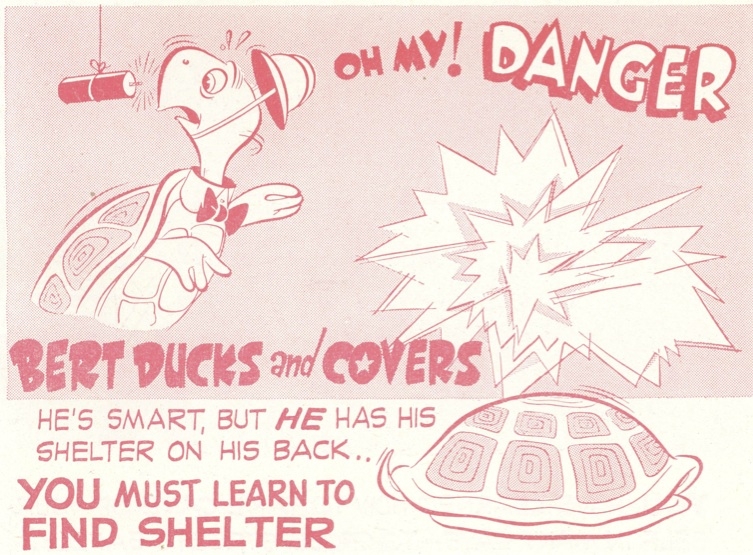 OH MY! DANGER
BERT DUCKS and COVERS
HE'S SMART, BUT HE HAS HIS
SHELTER ON HIS BACK..
YOU MUST LEARN TO
FIND SHELTER